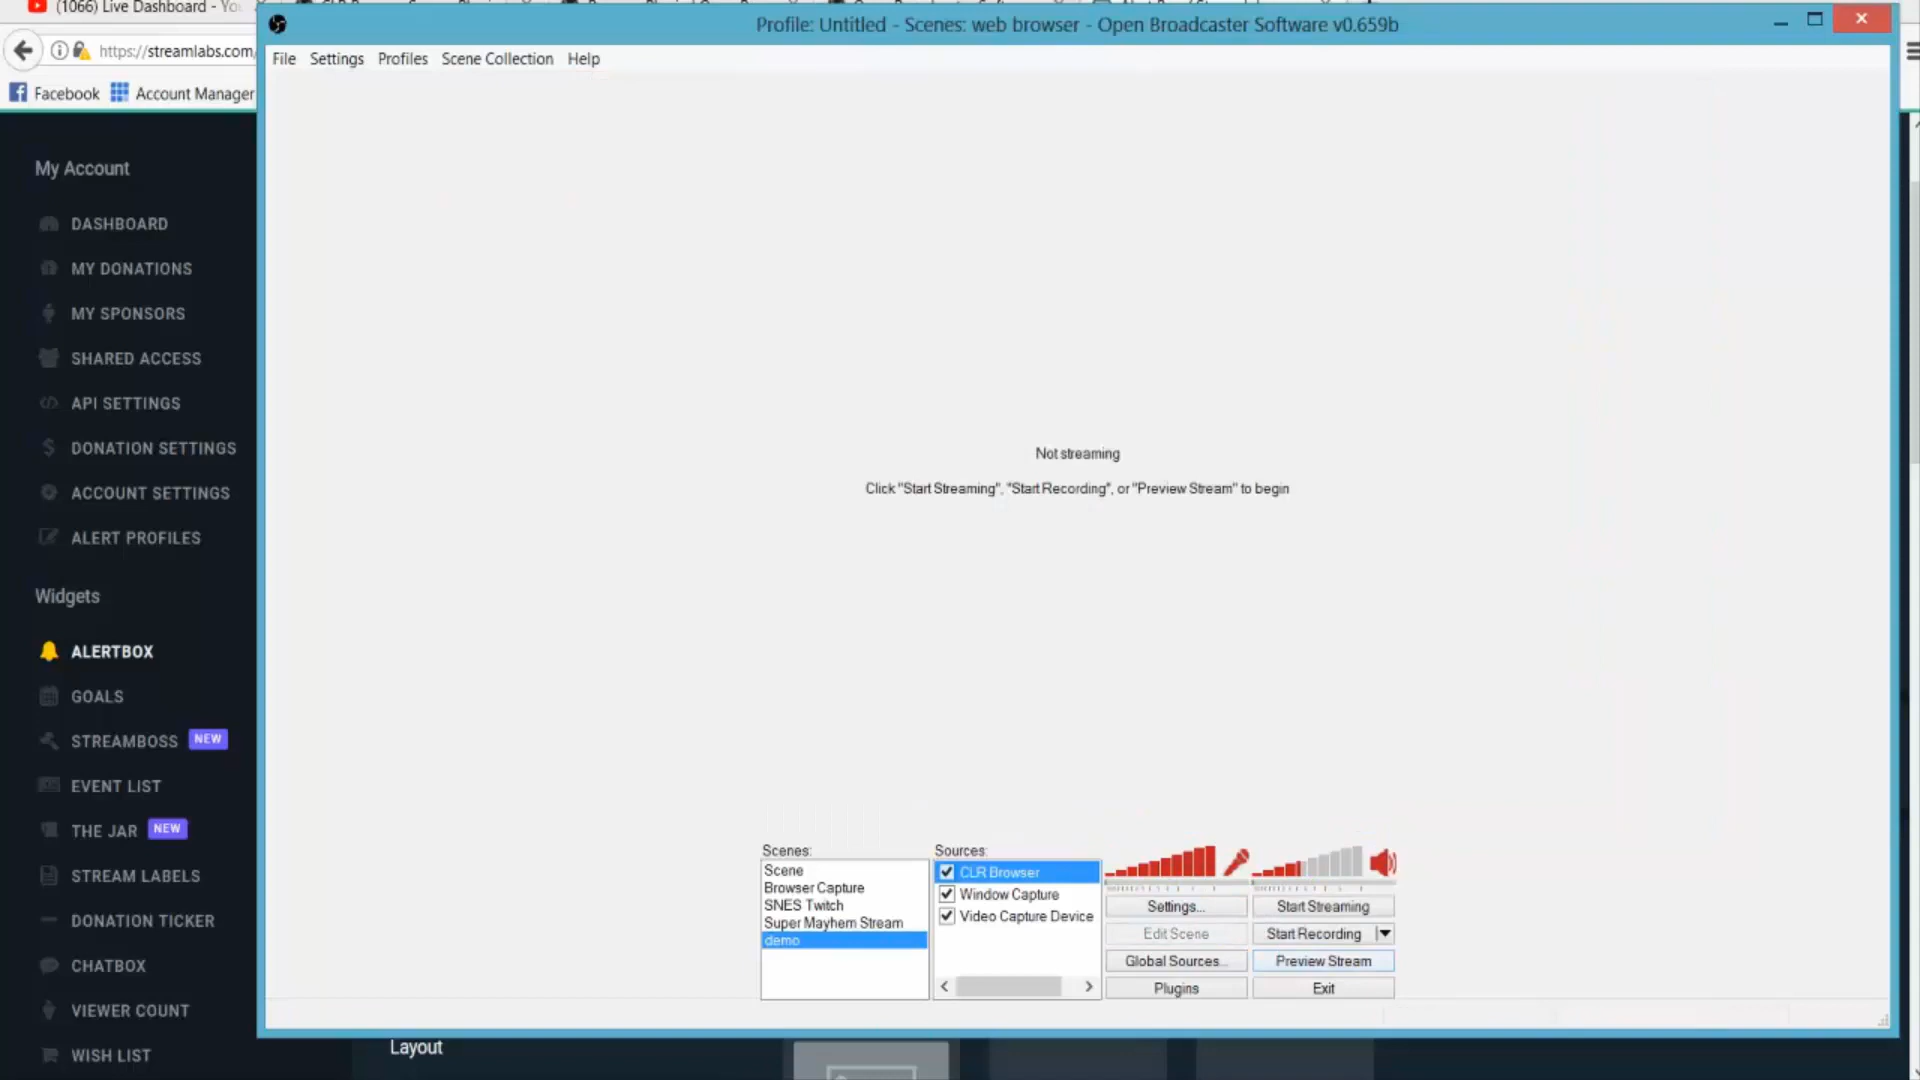 (1066) Live Dashboard - Yo
Profile: Untitled - Scenes: web browser - Open Broadcaster Software v0.659b
https://streamlabs.com/
File Settings Profiles Scene Collection Help
Facebook Account Manager
My Account
DASHBOARD
MY DONATIONS
MY SPONSORS
SHARED ACCESS
API SETTINGS
DONATION SETTINGS
ACCOUNT SETTINGS
ALERT PROFILES
Widgets
ALERTBOX
GOALS
STREAMBOSS NEW
EVENT LIST
THE JAR NEW
STREAM LABELS
DONATION TICKER
CHATBOX
VIEWER COUNT
WISH LIST
Not streaming
Click "Start Streaming", "Start Recording", or "Preview Stream" to begin
Scenes:
Scene
Browser Capture
SNES Twitch
Super Mayhem Stream
demo
Sources:
CLR Browser
Window Capture
Video Capture Device
Settings...
Start Streaming
Edit Scene
Start Recording
Global Sources...
Preview Stream
Plugins
Exit
Layout